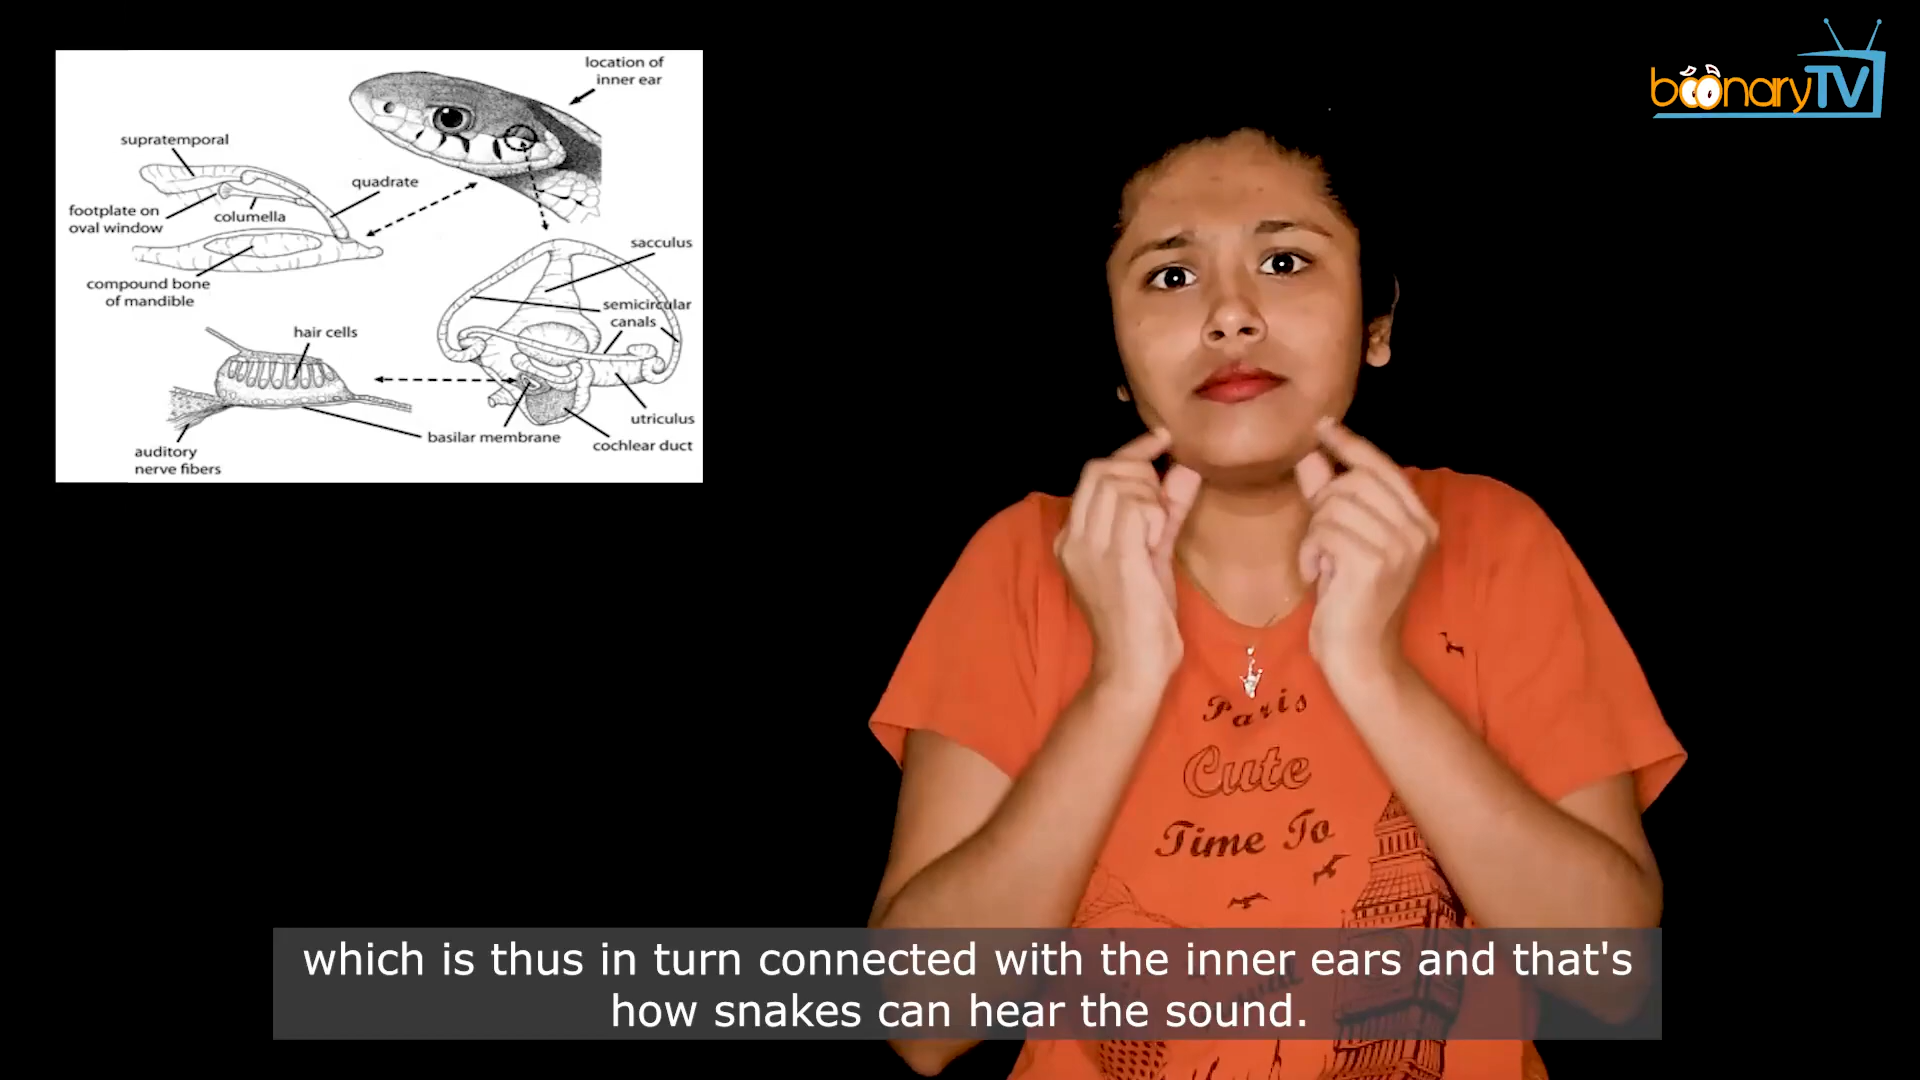 location of
inner ear
supratemporal
quadrate
footplate on
oval window
columella
sacculus
compound bone
of mandible
semicircular
canals
hair cells
utriculus
basilar membrane
cochlear duct
auditory
nerve fibers
boonaryTV
Paris
Cute
Time To
which is thus in turn connected with the inner ears and that's
how snakes can hear the sound.